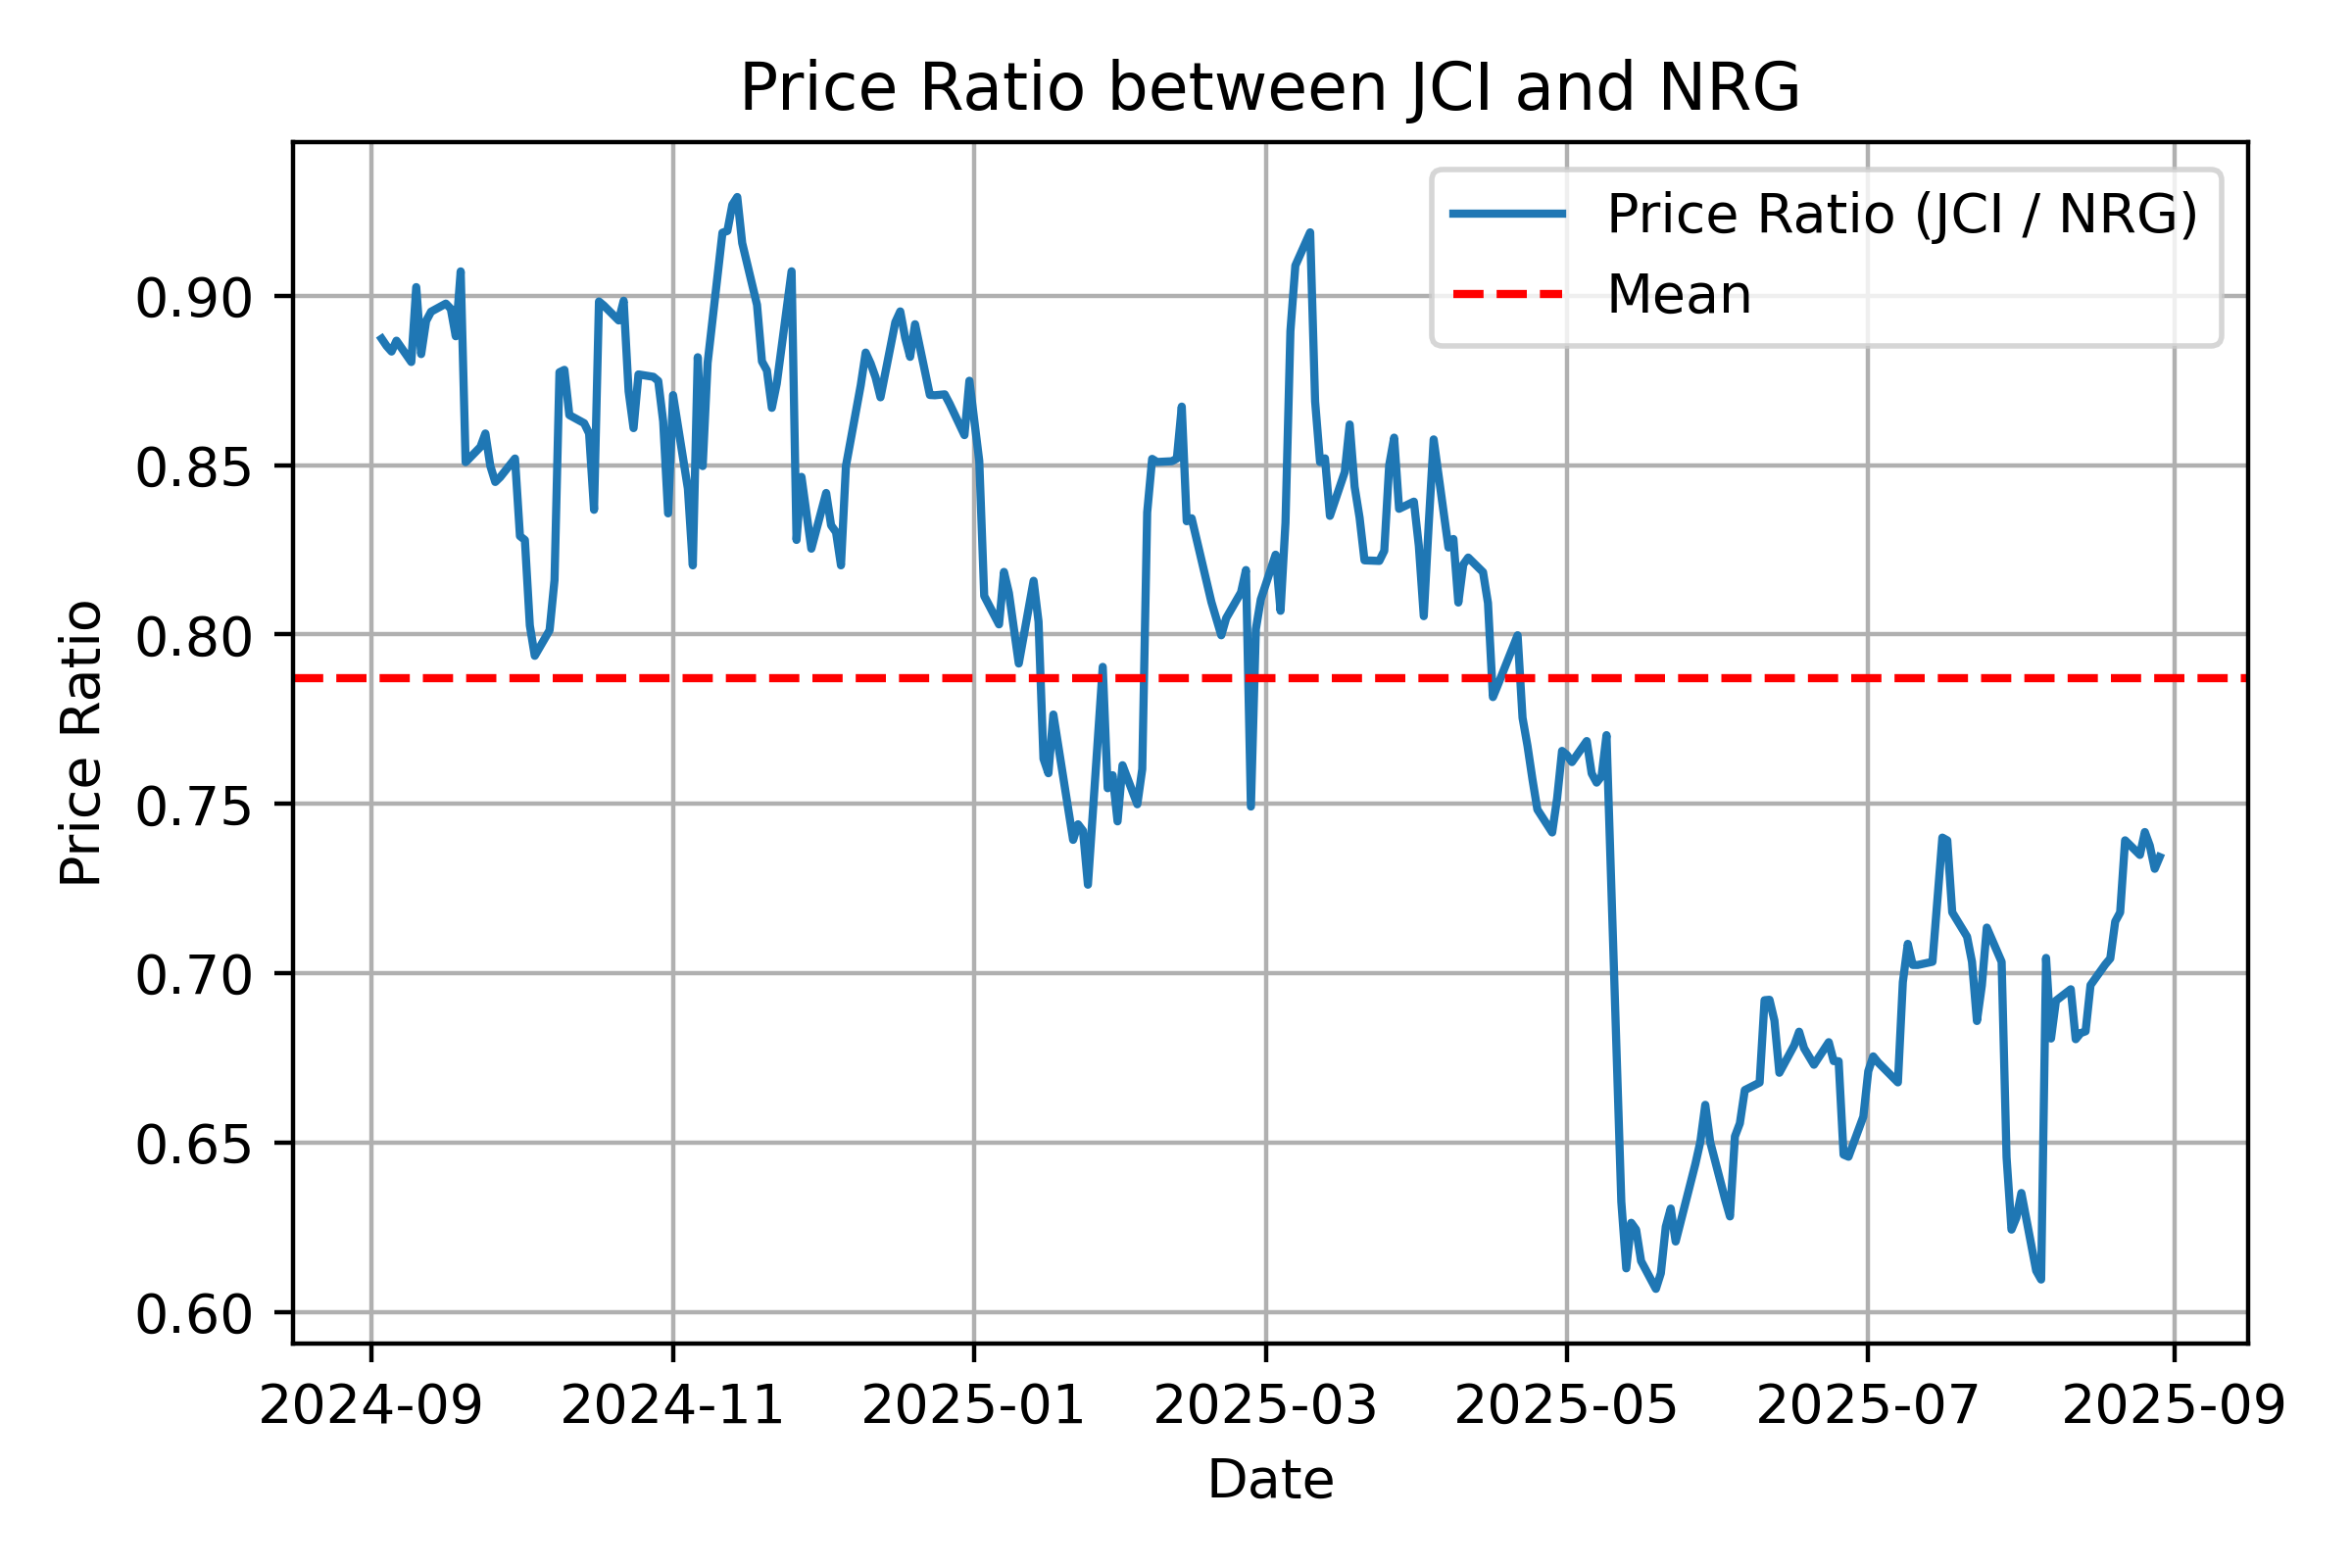 Price Ratio between JCI and NRG
Price Ratio (JCI / NRG)
Mean
0.90
0.85
0.80
0.75
0.70
0.65
0.60
Price Ratio
2024-09 2024-11 2025-01 2025-03 2025-05 2025-07 2025-09
Date